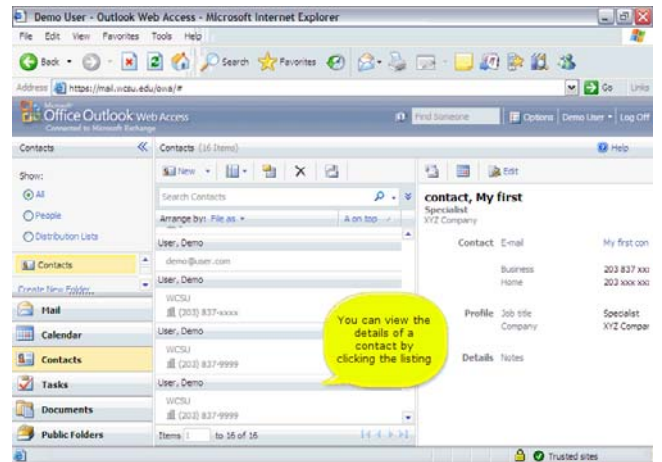 Demo User - Outlook Web Access - Microsoft Internet Explorer
File Edit View Favorites Tools Help
Back Search Favorites
Address https://mail.wcsu.edu/owa/# Go Links
Microsoft
Office Outlook Web Access
Connected to Microsoft Exchange
Find Someone Options Demo User Log Off
Contacts Contacts (16 Items) Help
Show:
All
People
Distribution Lists
Contacts
Create New Folder...
Mail
Calendar
Contacts
Tasks
Documents
Public Folders
New
Search Contacts
Arrange by: File as A on top
User, Demo
demo@user.com
User, Demo
WCSU
(203) 837-xxxx
User, Demo
WCSU
(203) 837-9999
User, Demo
WCSU
(203) 837-9999
Items 1 to 16 of 16
You can view the
details of a
contact by
clicking the listing
Edit
contact, My first
Specialist
XYZ Company
Contact E-mail My first con
Business 203 837 xxx
Home 203 xxx xxx
Profile Job title Specialist
Company XYZ Compar
Details Notes
Trusted sites